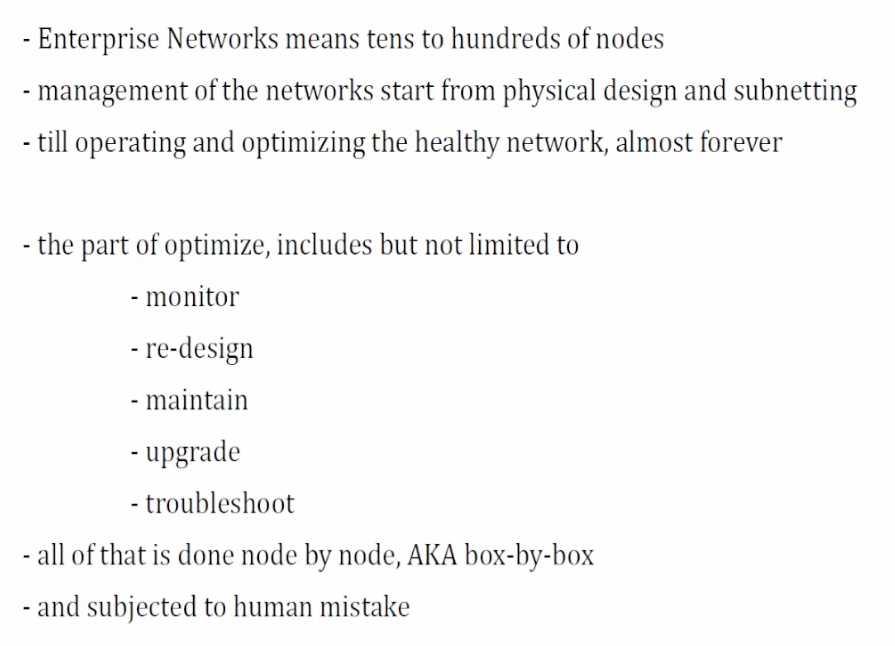 - Enterprise Networks means tens to hundreds of nodes
- management of the networks start from physical design and subnetting
- till operating and optimizing the healthy network, almost forever
- the part of optimize, includes but not limited to
- monitor
- re-design
- maintain
- upgrade
- troubleshoot
- all of that is done node by node, AKA box-by-box
- and subjected to human mistake